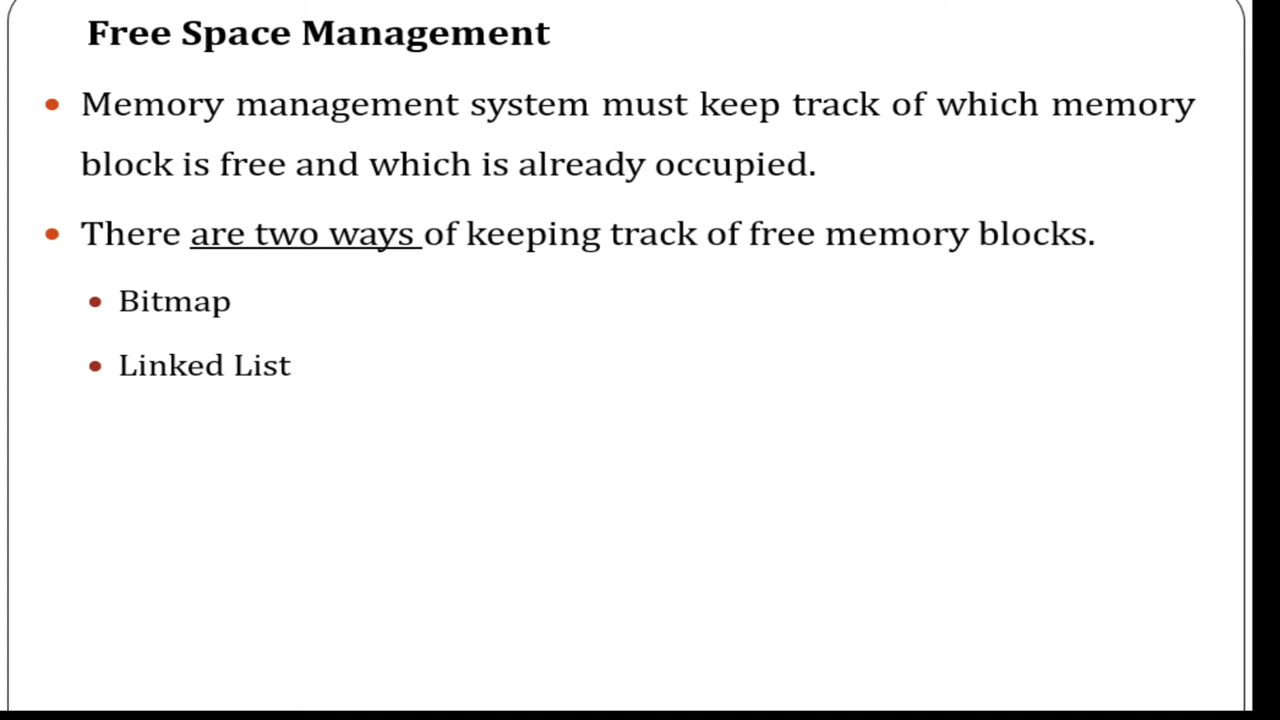 Free Space Management
Memory management system must keep track of which memory
block is free and which is already occupied.
There are two ways of keeping track of free memory blocks.
Bitmap
Linked List